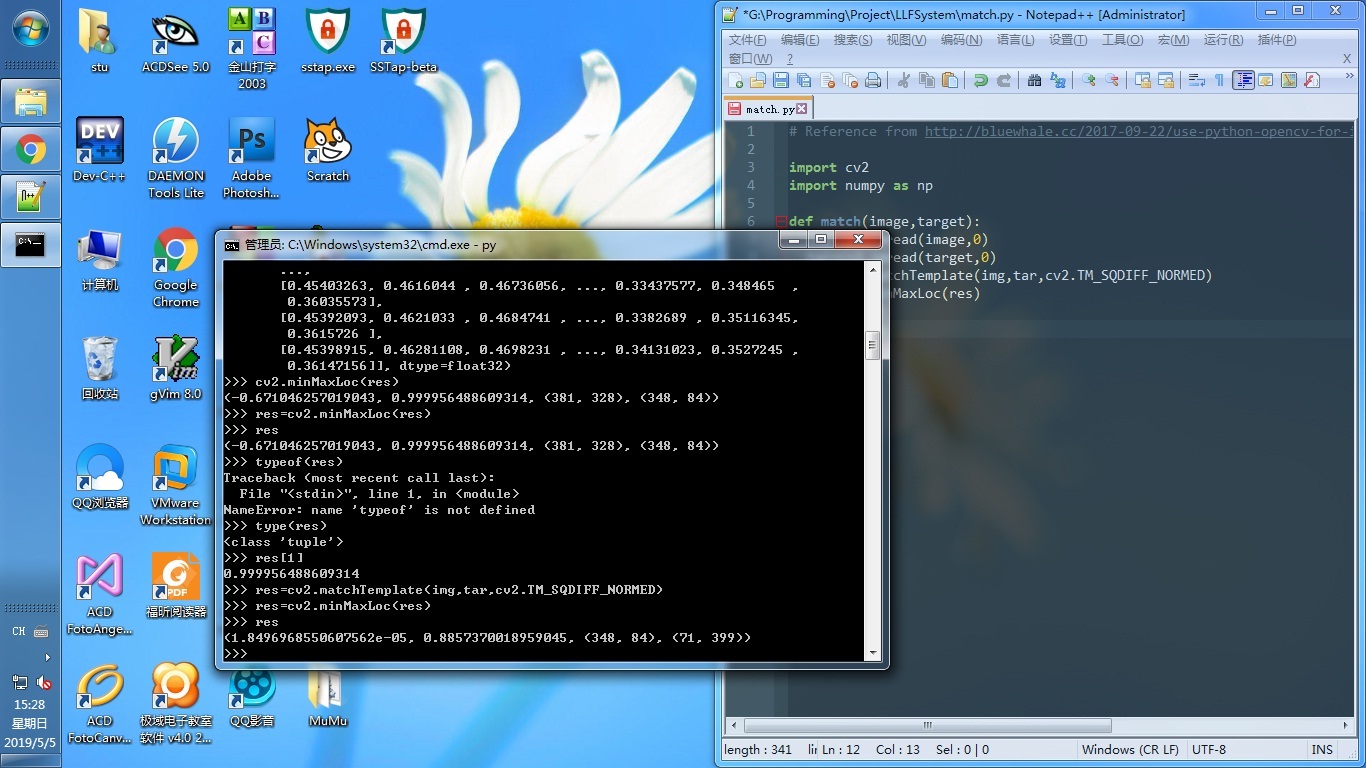 stu
ACDSee 5.0
金山打字
2003
sstap.exe
SSTap-beta
Dev-C++
DAEMON
Tools Lite
Adobe
Photosh...
Scratch
计算机
Google
Chrome
回收站
gVim 8.0
QQ浏览器
VMware
Workstation
ACD
FotoAnge...
福昕阅读器
ACD
FotoCanv...
极域电子教室
软件 v4.0 2...
QQ影音
MuMu
CH
15:28
星期日
2019/5/5
*G:\Programming\Project\LLFSystem\match.py - Notepad++ [Administrator]
文件(F) 编辑(E) 搜索(S) 视图(V) 编码(N) 语言(L) 设置(T) 工具(O) 宏(M) 运行(R) 插件(P)
窗口(W) ? X
match.py
1 # Reference from http://bluewhale.cc/2017-09-22/use-python-opencv-for-i
2
3 import cv2
4 import numpy as np
5
6 def match(image,target):
read(image,0)
read(target,0)
tchTemplate(img,tar,cv2.TM_SQDIFF_NORMED)
nMaxLoc(res)
length : 341 Ln : 12 Col : 13 Sel : 0 | 0 Windows (CR LF) UTF-8 INS
管理员: C:\Windows\system32\cmd.exe - py
...,
[0.45403263, 0.4616044 , 0.46736056, ..., 0.33437577, 0.348465 ,
0.36035573],
[0.45392093, 0.4621033 , 0.4684741 , ..., 0.3382689 , 0.35116345,
0.3615726 ],
[0.45398915, 0.46281108, 0.4698231 , ..., 0.34131023, 0.3527245 ,
0.36147156]], dtype=float32)
>>> cv2.minMaxLoc(res)
(-0.671046257019043, 0.999956488609314, (381, 328), (348, 84))
>>> res=cv2.minMaxLoc(res)
>>> res
(-0.671046257019043, 0.999956488609314, (381, 328), (348, 84))
>>> typeof(res)
Traceback (most recent call last):
File "<stdin>", line 1, in <module>
NameError: name 'typeof' is not defined
>>> type(res)
<class 'tuple'>
>>> res[1]
0.999956488609314
>>> res=cv2.matchTemplate(img,tar,cv2.TM_SQDIFF_NORMED)
>>> res=cv2.minMaxLoc(res)
>>> res
(1.8496968550607562e-05, 0.8857370018959045, (348, 84), (71, 399))
>>>